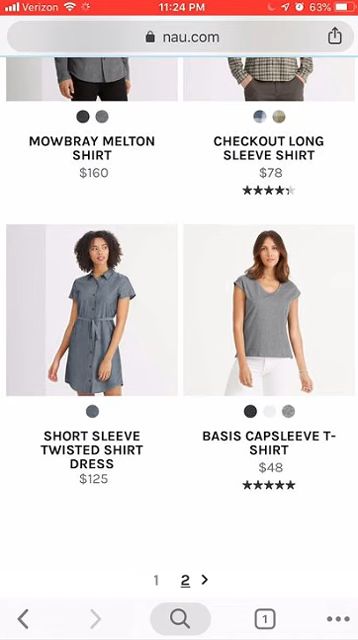 Verizon 11:24 PM 63%
nau.com
MOWBRAY MELTON
SHIRT
$160
CHECKOUT LONG
SLEEVE SHIRT
$78
SHORT SLEEVE
TWISTED SHIRT
DRESS
$125
BASIS CAPSLEEVE T-
SHIRT
$48
1 2
1